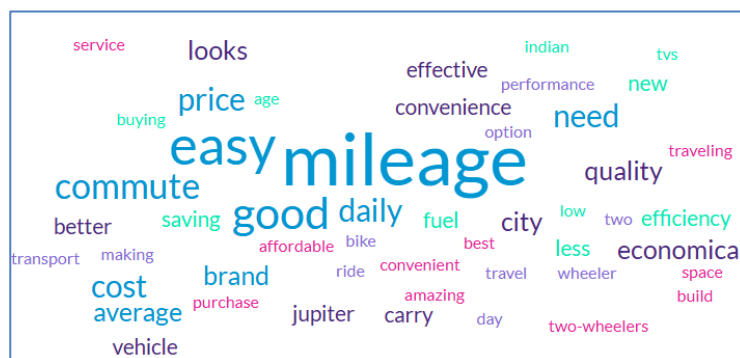 service
looks
indian
tvs
effective
performance
new
price
age
convenience
need
buying
option
easy
mileage
traveling
quality
commute
good
daily
low
two
efficiency
better
saving
fuel
city
affordable
bike
best
less
economica
transport
making
brand
ride
convenient
travel
wheeler
space
cost
purchase
amazing
build
average
jupiter
carry
day
two-wheelers
vehicle